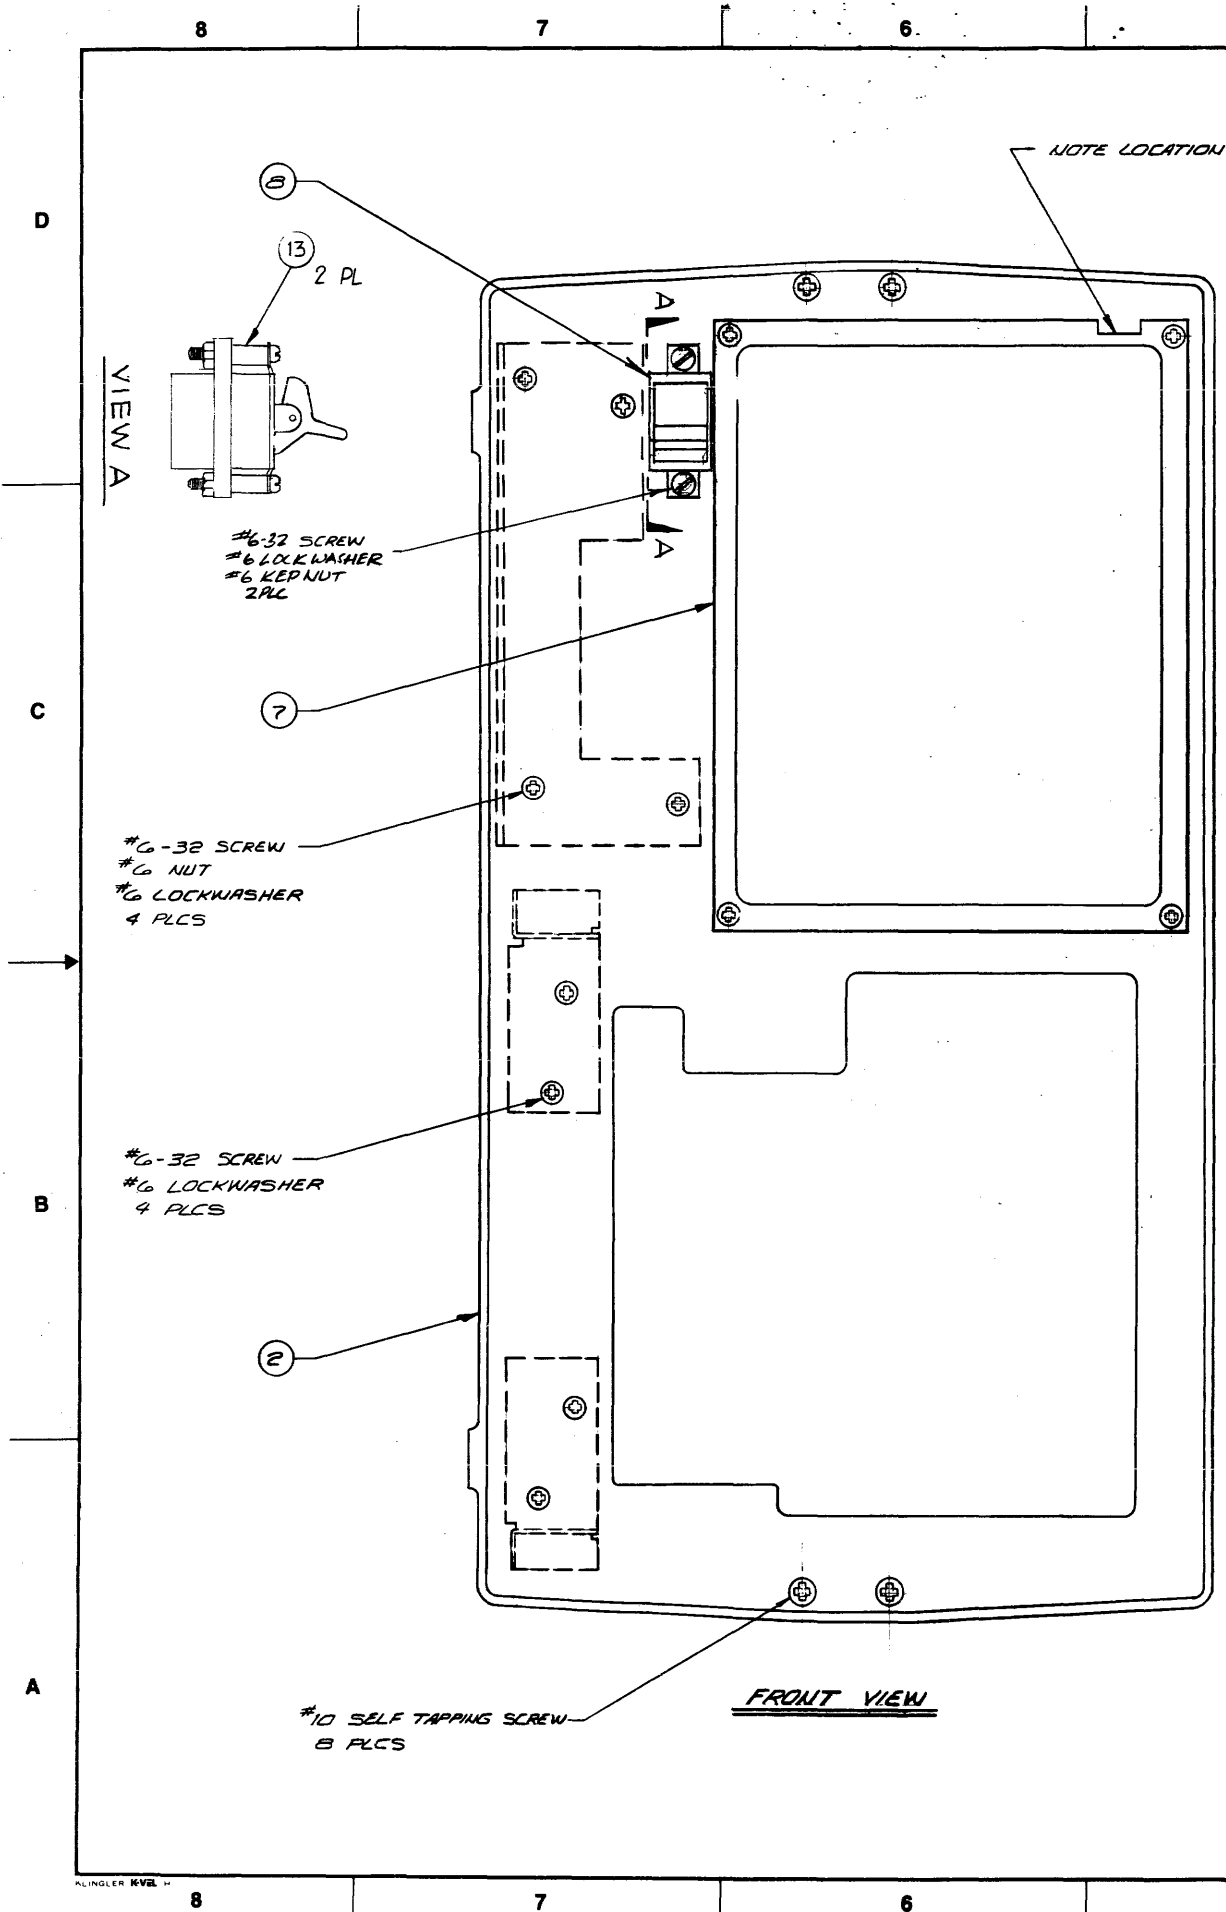 8 7 6
NOTE LOCATION
8
D
13
2 PL
A
VIEW A
#6-32 SCREW
#6 LOCKWASHER
#6 KEP NUT
2PLC
A
7
C
#6-32 SCREW
#6 NUT
#6 LOCKWASHER
4 PLCS
#6-32 SCREW
#6 LOCKWASHER
4 PLCS
B
2
A
FRONT VIEW
#10 SELF TAPPING SCREW
8 PLCS
KLINGLER K-VEL H
8 7 6